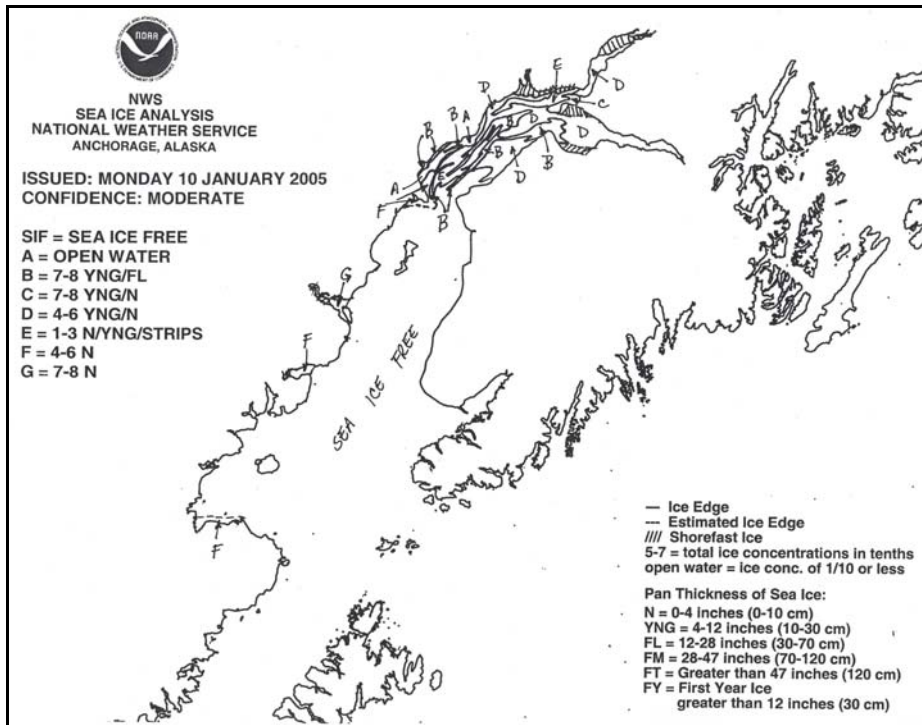 NOAA
NWS
SEA ICE ANALYSIS
NATIONAL WEATHER SERVICE
ANCHORAGE, ALASKA
ISSUED: MONDAY 10 JANUARY 2005
CONFIDENCE: MODERATE
SIF = SEA ICE FREE
A = OPEN WATER
B = 7-8 YNG/FL
C = 7-8 YNG/N
D = 4-6 YNG/N
E = 1-3 N/YNG/STRIPS
F = 4-6 N
G = 7-8 N
E
D
D
C
B
B
A
B
D
D
B
A
B
D
E
A
F
B
G
F
SEA ICE FREE
F
— Ice Edge
--- Estimated Ice Edge
//// Shorefast Ice
5-7 = total ice concentrations in tenths
open water = ice conc. of 1/10 or less
Pan Thickness of Sea Ice:
N = 0-4 inches (0-10 cm)
YNG = 4-12 inches (10-30 cm)
FL = 12-28 inches (30-70 cm)
FM = 28-47 inches (70-120 cm)
FT = Greater than 47 inches (120 cm)
FY = First Year Ice
greater than 12 inches (30 cm)